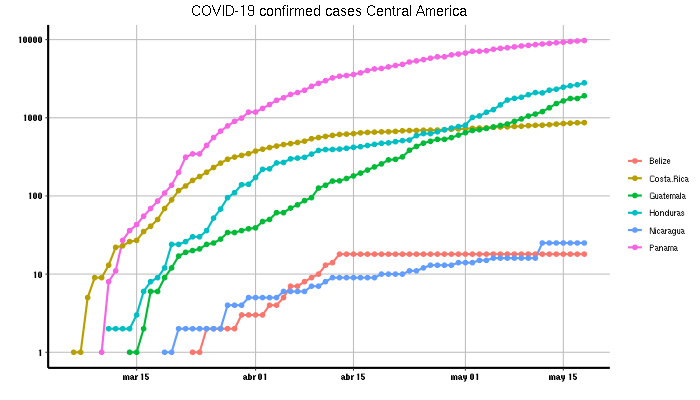 COVID-19 confirmed cases Central America
10000
1000
100
10
1
mar 15
abr 01
abr 15
may 01
may 15
Belize
Costa.Rica
Guatemala
Honduras
Nicaragua
Panama